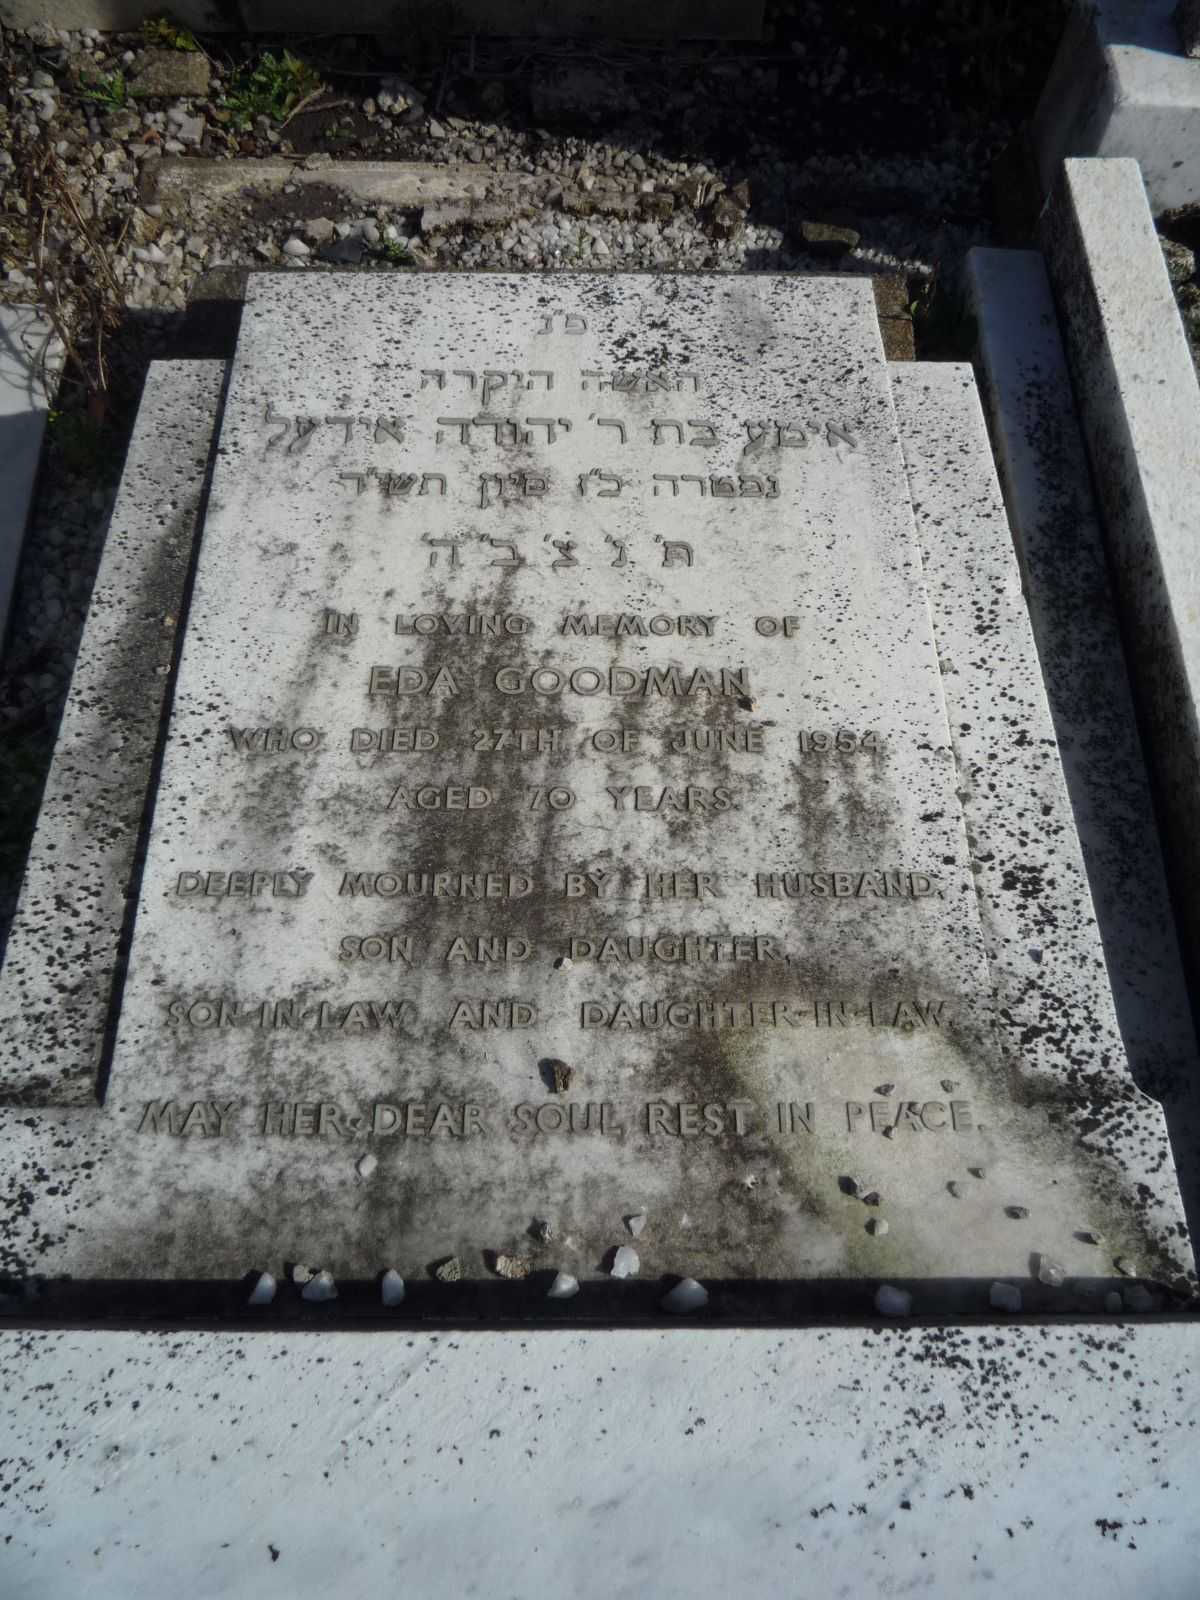 פ"נ
האשה היקרה
איטע בת ר' יהודה אידעל
נפטרה כ"ז סיון תשי"ד
ת' נ' צ' ב' ה'
IN LOVING MEMORY OF
EDA GOODMAN
WHO DIED 27TH OF JUNE 1954
AGED 70 YEARS.
DEEPLY MOURNED BY HER HUSBAND,
SON AND DAUGHTER,
SON-IN-LAW AND DAUGHTER-IN-LAW.
MAY HER DEAR SOUL REST IN PEACE.